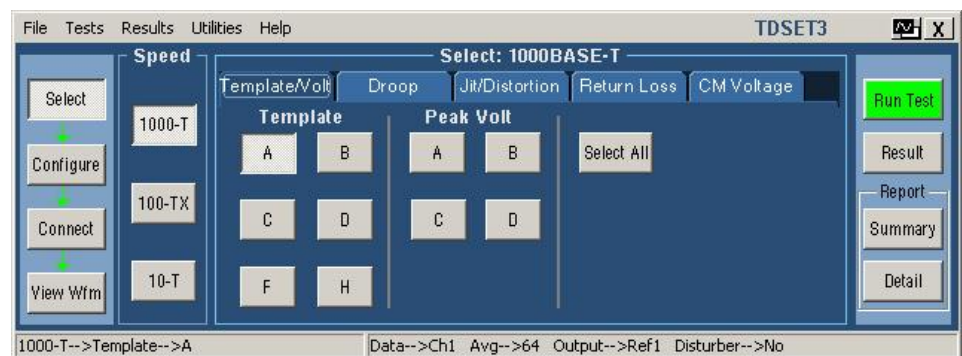 File Tests Results Utilities Help TDSET3 X
Speed
Select: 1000BASE-T
Select
Configure
Connect
View Wfm
1000-T
100-TX
10-T
Template/Volt Droop Jit/Distortion Return Loss CM Voltage
Template Peak Volt
A B A B Select All
C D C D
F H
Run Test
Result
Report
Summary
Detail
1000-T-->Template-->A Data-->Ch1 Avg-->64 Output-->Ref1 Disturber-->No